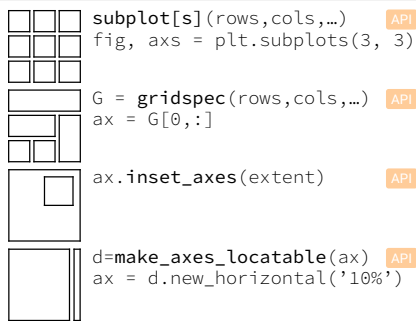 subplot[s](rows,cols,…) API
fig, axs = plt.subplots(3, 3)
G = gridspec(rows,cols,…) API
ax = G[0,:]
ax.inset_axes(extent) API
d=make_axes_locatable(ax) API
ax = d.new_horizontal(’10%’)